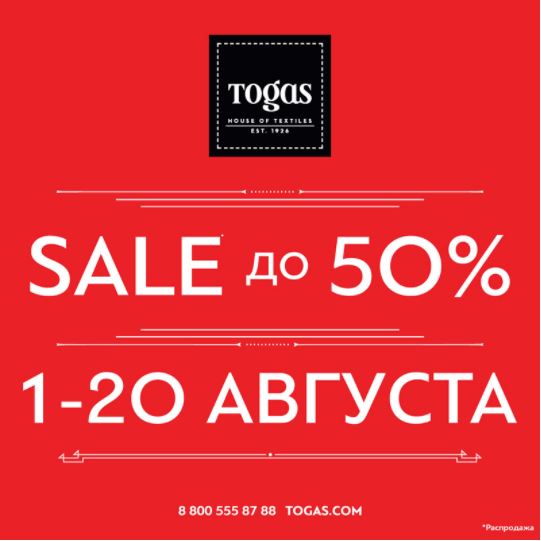 Togas
HOUSE OF TEXTILES
EST. 1926
SALE* ДО 50%
1-20 АВГУСТА
8 800 555 87 88 TOGAS.COM
*Распродажа